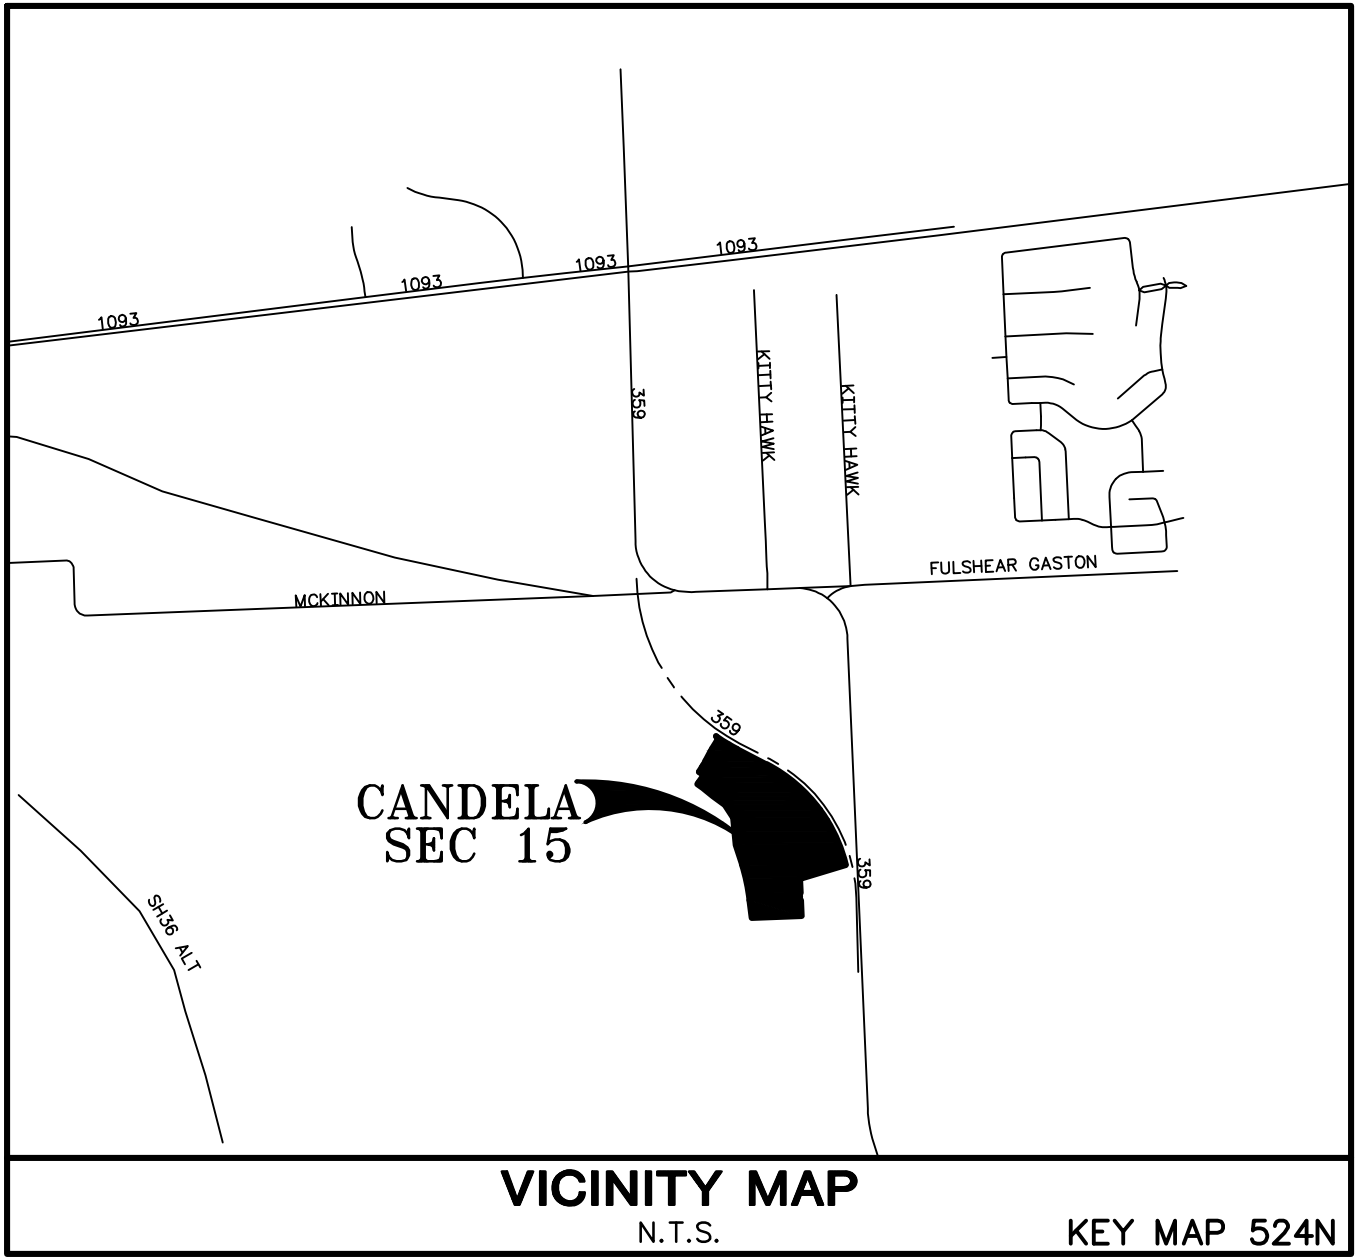 1093
1093
1093
1093
359
KITTY HAWK
KITTY HAWK
FULSHEAR GASTON
MCKINNON
359
CANDELA
SEC 15
359
SH36 ALT
VICINITY MAP
N.T.S.
KEY MAP 524N